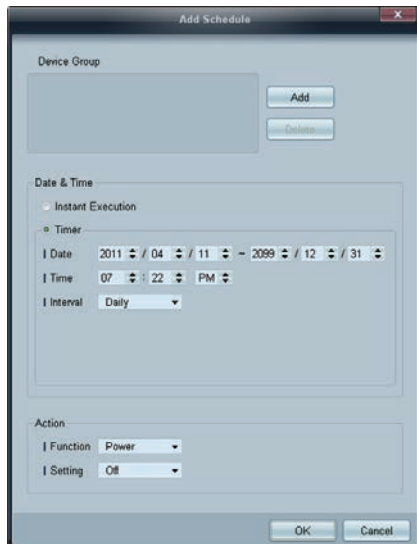 Add Schedule
Device Group
Add
Delete
Date & Time
Instant Execution
Timer
Date 2011 / 04 / 11 ~ 2099 / 12 / 31
Time 07 : 22 PM
Interval Daily
Action
Function Power
Setting Off
OK Cancel